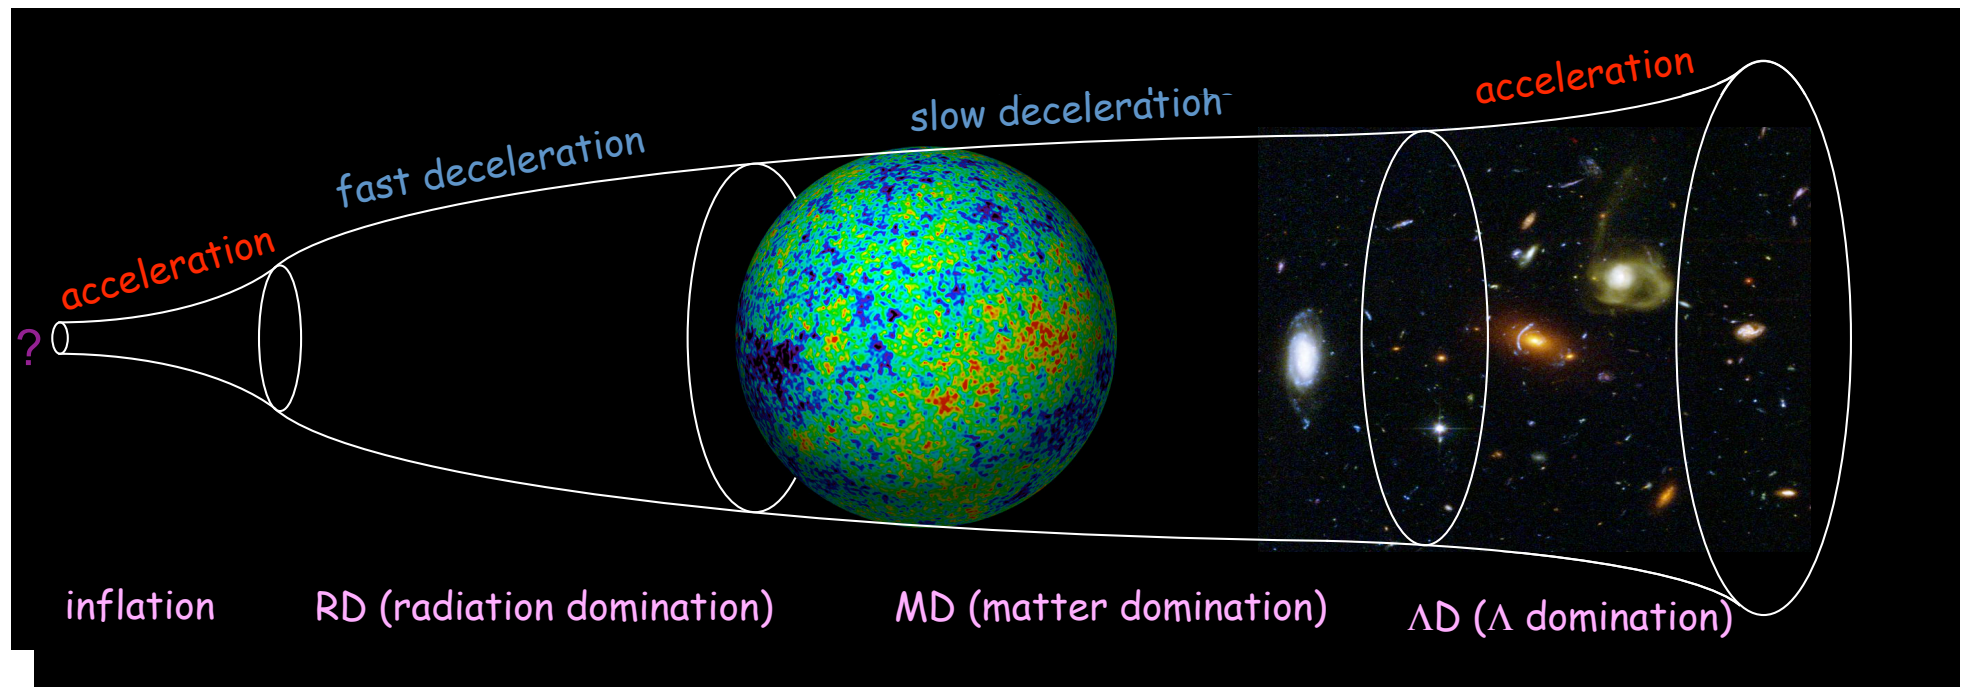 acceleration
fast deceleration
slow deceleration
acceleration
?
inflation
RD (radiation domination)
MD (matter domination)
ΛD (Λ domination)